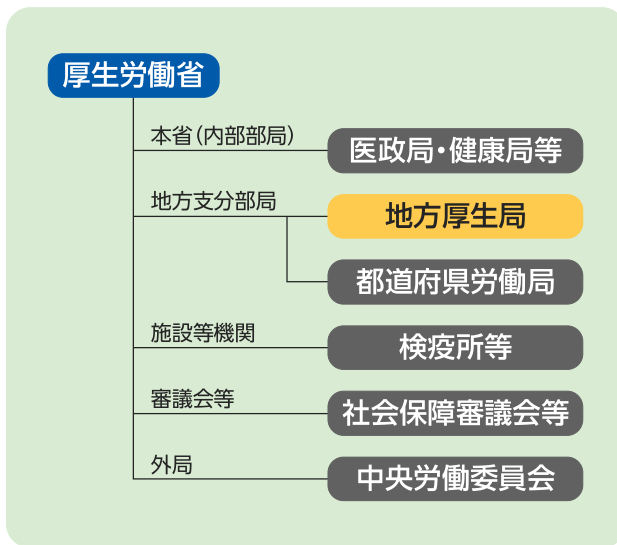 厚生労働省
本省（内部部局）
医政局・健康局等
地方支分部局
地方厚生局
都道府県労働局
施設等機関
検疫所等
審議会等
社会保障審議会等
外局
中央労働委員会